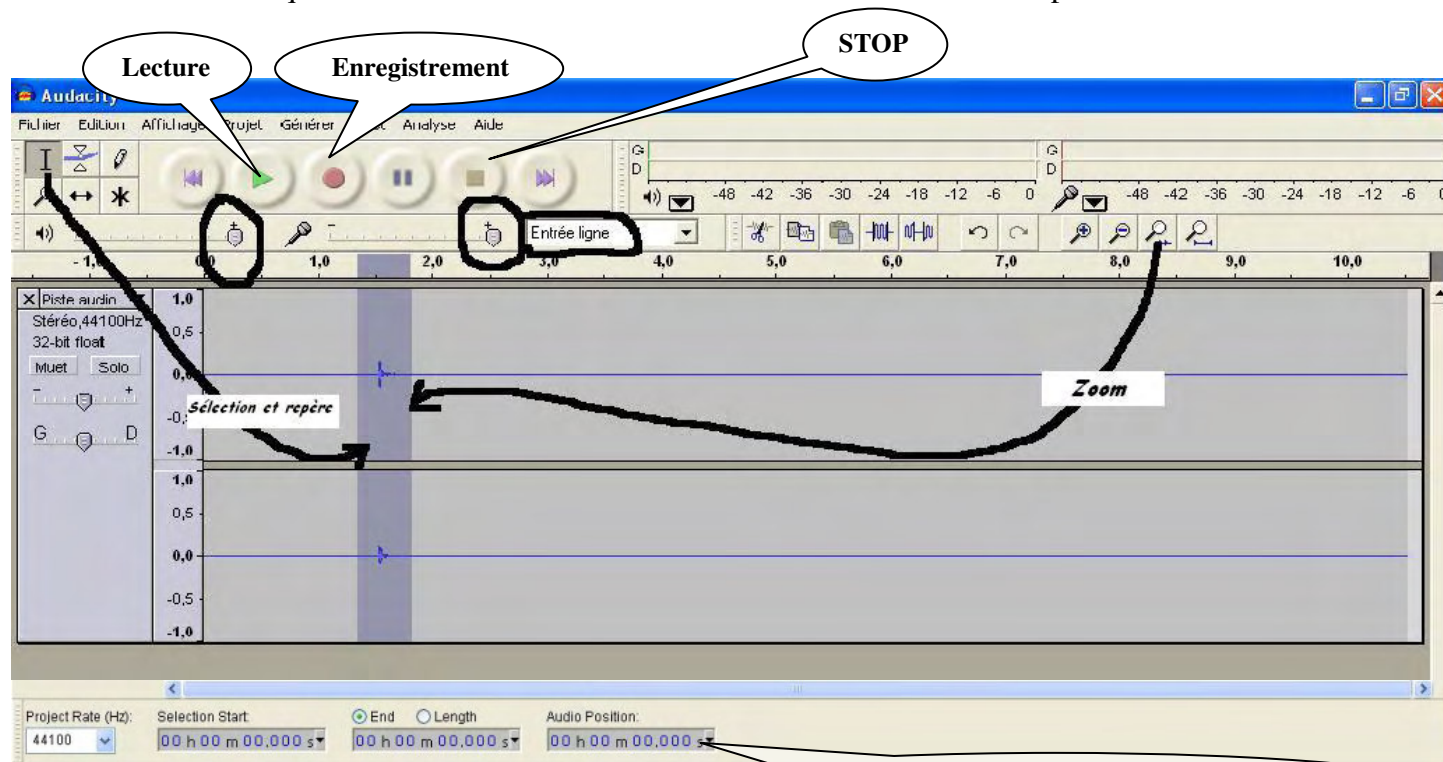 STOP
Lecture Enregistrement
Audacity
Fichier Edition Affichage Projet Générer Analyse Aide
G G
D D
-48 -42 -36 -30 -24 -18 -12 -6 0 -48 -42 -36 -30 -24 -18 -12 -6
Entrée ligne
1,0 2,0 3,0 4,0 5,0 6,0 7,0 8,0 9,0 10,0
X Piste audio 1,0
Stéréo,44100Hz 0,5
32-bit float
Muet Solo 0,0
- + Zoom
Sélection et repère
G D
-1,0
1,0
0,5
0,0
-0,5
-1,0
Project Rate (Hz): Selection Start: End Length Audio Position:
44100 00 h 00 m 00,000 s 00 h 00 m 00,000 s 00 h 00 m 00,000 s